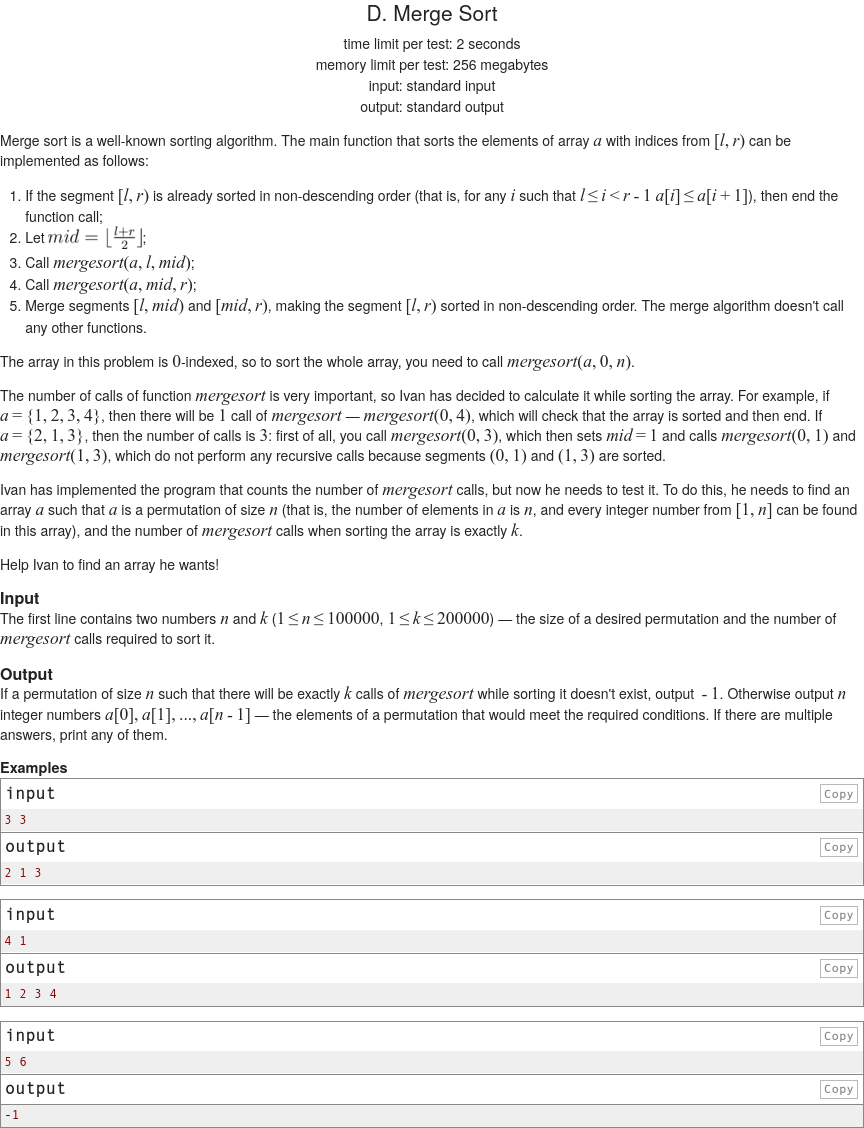 D. Merge Sort
time limit per test: 2 seconds
memory limit per test: 256 megabytes
input: standard input
output: standard output
Merge sort is a well-known sorting algorithm. The main function that sorts the elements of array a with indices from [l, r) can be
implemented as follows:
1. If the segment [l, r) is already sorted in non-descending order (that is, for any i such that l ≤ i < r - 1 a[i] ≤ a[i + 1]), then end the
function call;
2. Let mid = ⌊(l+r)/2⌋;
3. Call mergesort(a, l, mid);
4. Call mergesort(a, mid, r);
5. Merge segments [l, mid) and [mid, r), making the segment [l, r) sorted in non-descending order. The merge algorithm doesn't call
any other functions.
The array in this problem is 0-indexed, so to sort the whole array, you need to call mergesort(a, 0, n).
The number of calls of function mergesort is very important, so Ivan has decided to calculate it while sorting the array. For example, if
a = {1, 2, 3, 4}, then there will be 1 call of mergesort — mergesort(0, 4), which will check that the array is sorted and then end. If
a = {2, 1, 3}, then the number of calls is 3: first of all, you call mergesort(0, 3), which then sets mid = 1 and calls mergesort(0, 1) and
mergesort(1, 3), which do not perform any recursive calls because segments (0, 1) and (1, 3) are sorted.
Ivan has implemented the program that counts the number of mergesort calls, but now he needs to test it. To do this, he needs to find an
array a such that a is a permutation of size n (that is, the number of elements in a is n, and every integer number from [1, n] can be found
in this array), and the number of mergesort calls when sorting the array is exactly k.
Help Ivan to find an array he wants!
Input
The first line contains two numbers n and k (1 ≤ n ≤ 100000, 1 ≤ k ≤ 200000) — the size of a desired permutation and the number of
mergesort calls required to sort it.
Output
If a permutation of size n such that there will be exactly k calls of mergesort while sorting it doesn't exist, output  - 1. Otherwise output n
integer numbers a[0], a[1], ..., a[n - 1] — the elements of a permutation that would meet the required conditions. If there are multiple
answers, print any of them.
Examples
input Copy
3 3
output Copy
2 1 3
input Copy
4 1
output Copy
1 2 3 4
input Copy
5 6
output Copy
-1